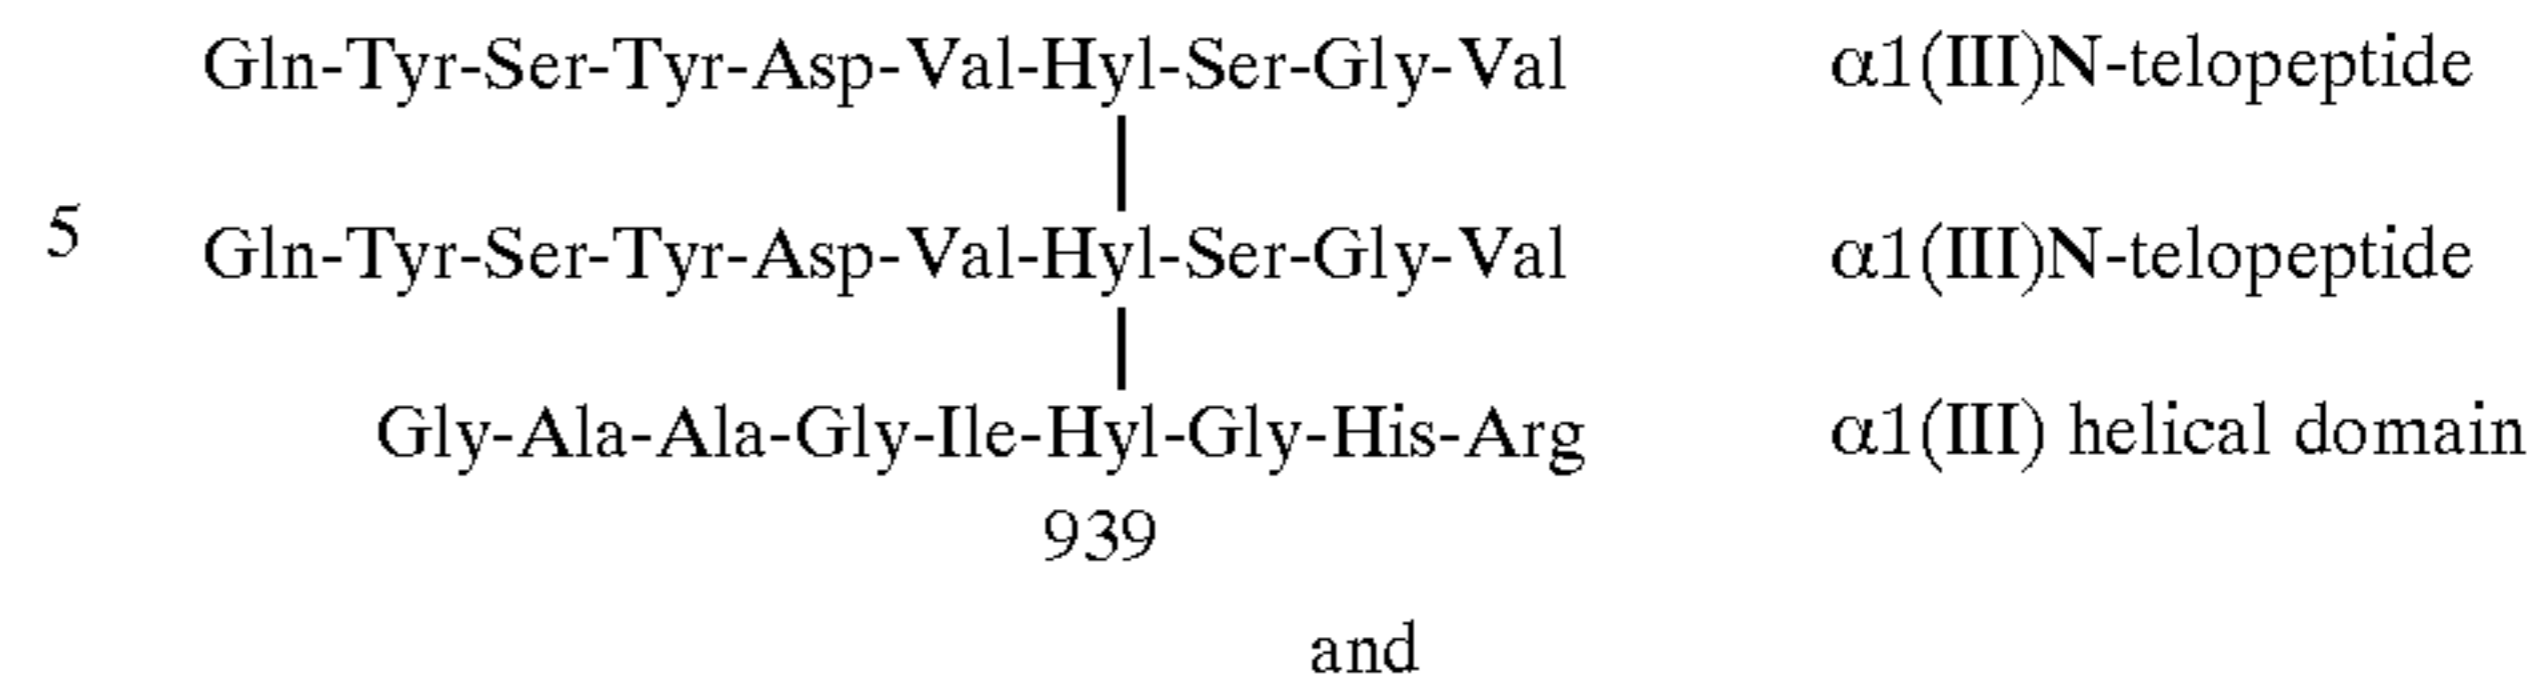 Gln-Tyr-Ser-Tyr-Asp-Val-Hyl-Ser-Gly-Val α1(III)N-telopeptide
5 Gln-Tyr-Ser-Tyr-Asp-Val-Hyl-Ser-Gly-Val α1(III)N-telopeptide
Gly-Ala-Ala-Gly-Ile-Hyl-Gly-His-Arg α1(III) helical domain
939
and